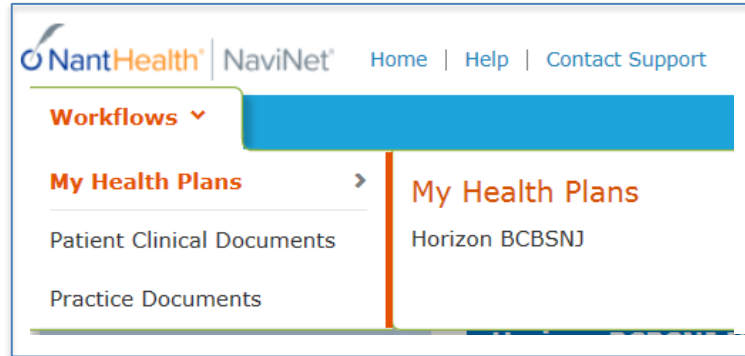 NantHealth® | NaviNet® Home | Help | Contact Support
Workflows
My Health Plans
Patient Clinical Documents
Practice Documents
My Health Plans
Horizon BCBSNJ